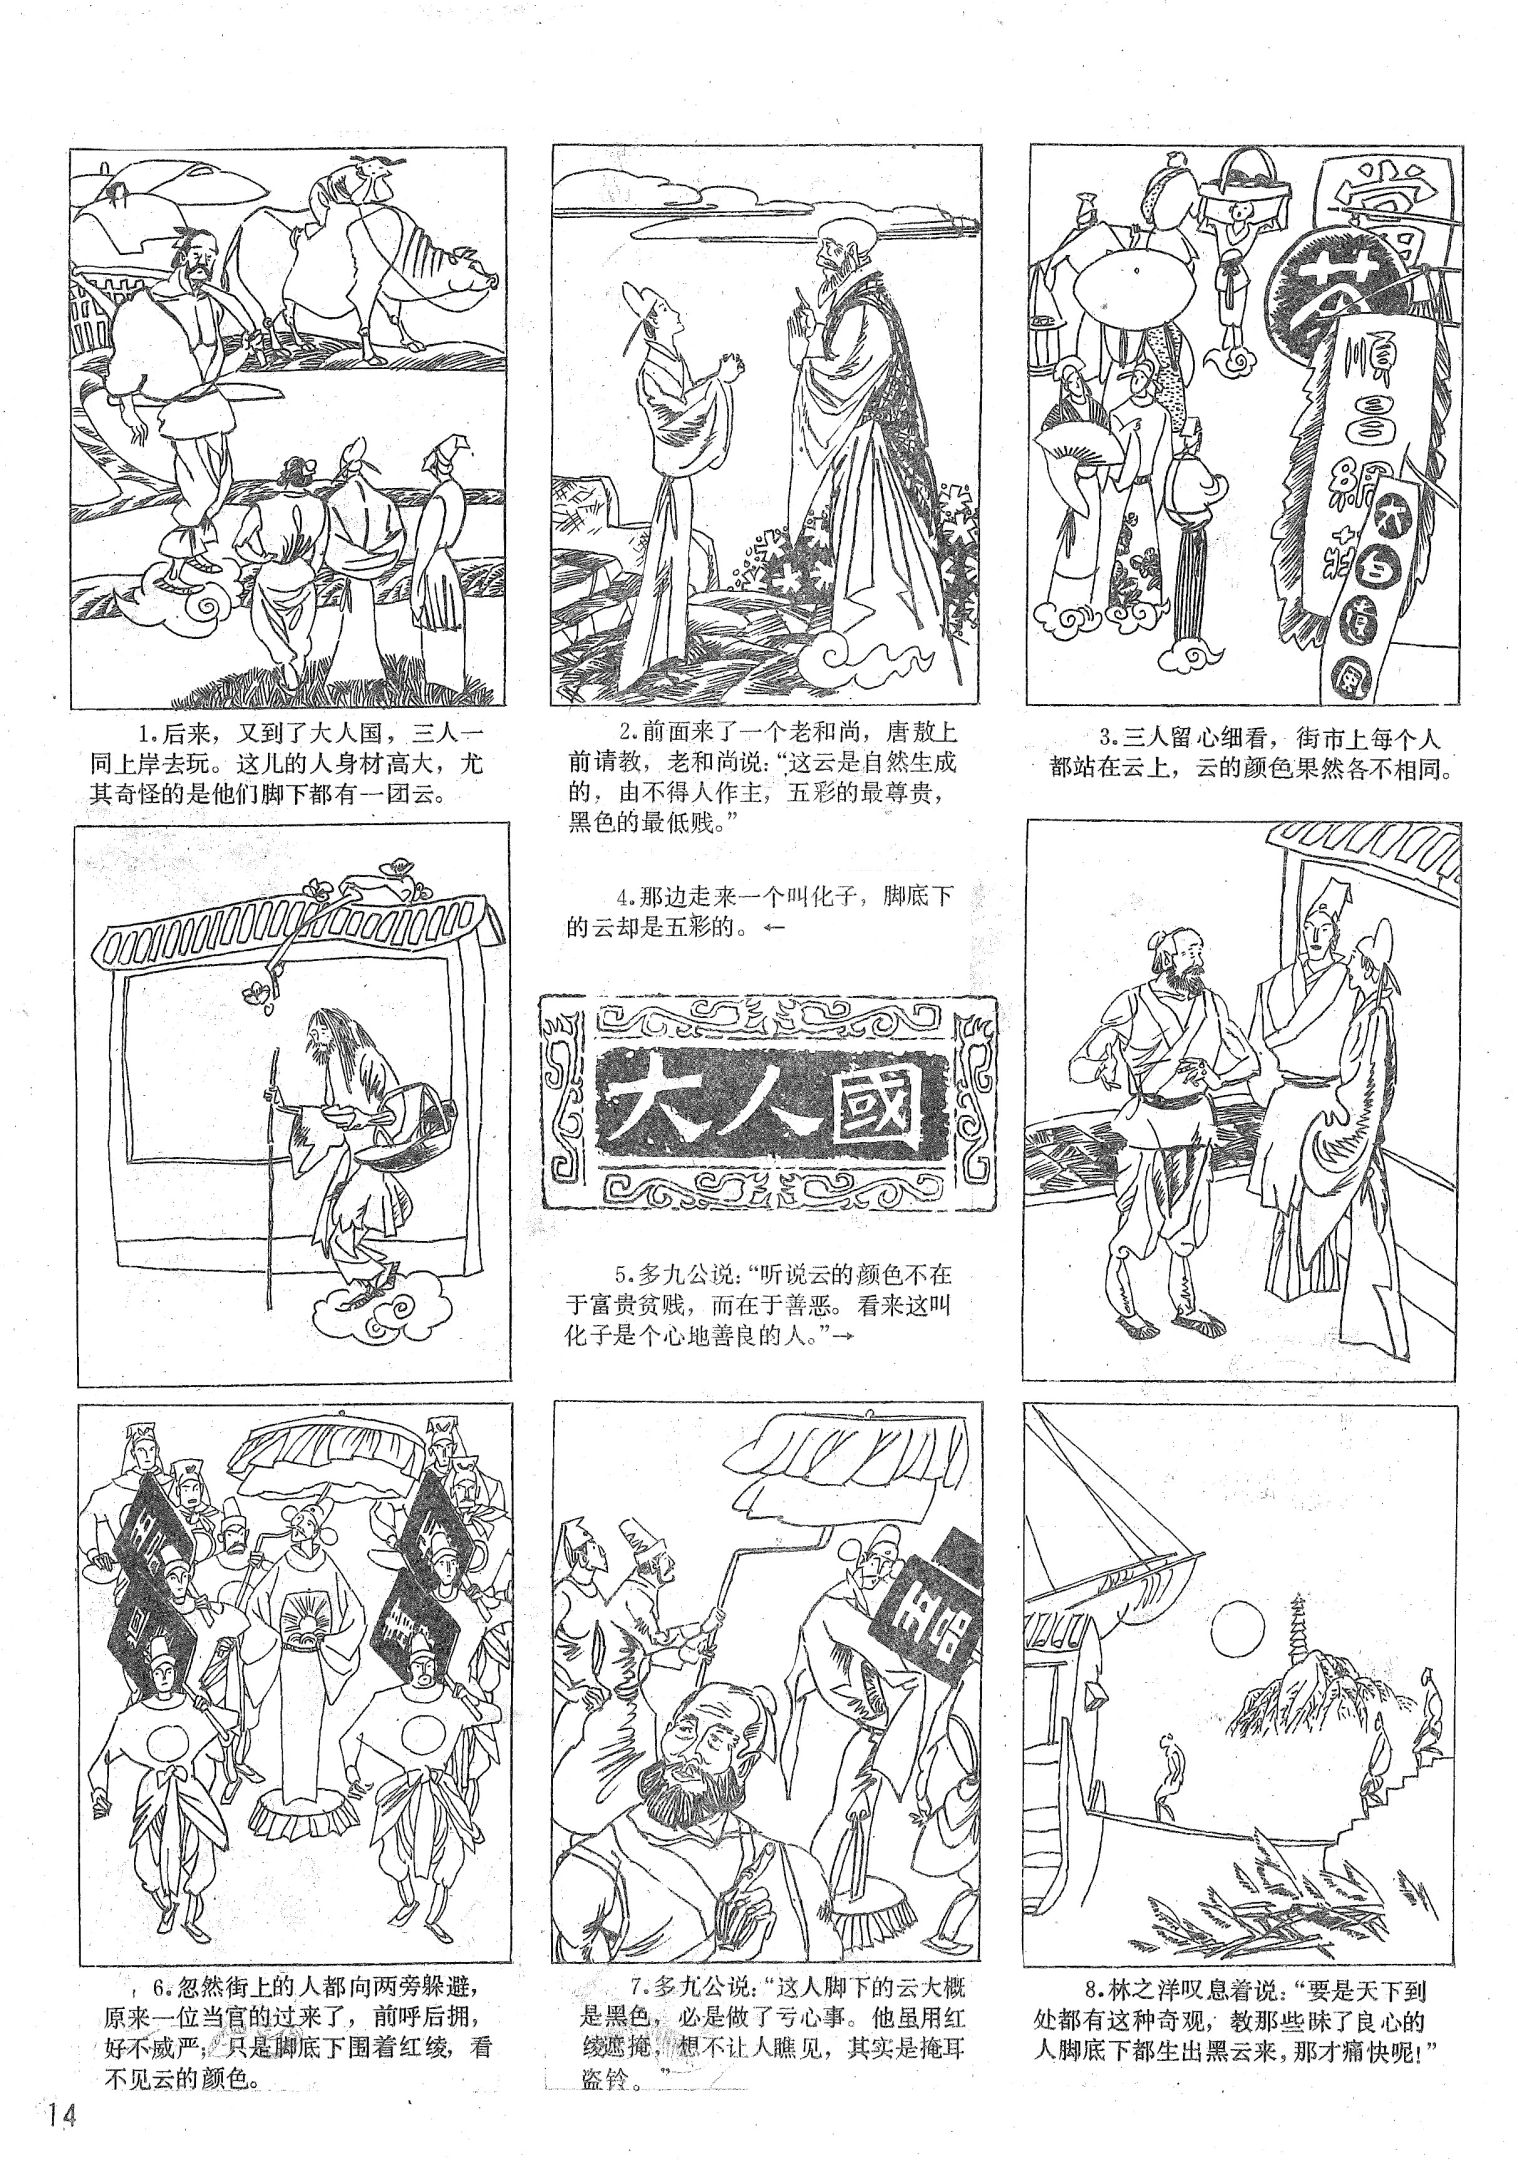 當
茶
順昌綢莊
太白遺風
1.后来，又到了大人国，三人一
同上岸去玩。这儿的人身材高大，尤
其奇怪的是他们脚下都有一团云。
2.前面来了一个老和尚，唐敖上
前请教，老和尚说：“这云是自然生成
的，由不得人作主，五彩的最尊贵，
黑色的最低贱。”
3.三人留心细看，街市上每个人
都站在云上，云的颜色果然各不相同。
4.那边走来一个叫化子，脚底下
的云却是五彩的。←
大人國
5.多九公说：“听说云的颜色不在
于富贵贫贱，而在于善恶。看来这叫
化子是个心地善良的人。”→
五品
6.忽然街上的人都向两旁躲避，
原来一位当官的过来了，前呼后拥，
好不威严；只是脚底下围着红绫，看
不见云的颜色。
7.多九公说：“这人脚下的云大概
是黑色，必是做了亏心事。他虽用红
绫遮掩，想不让人瞧见，其实是掩耳
盗铃。”
8.林之洋叹息着说：“要是天下到
处都有这种奇观，教那些昧了良心的
人脚底下都生出黑云来，那才痛快呢！”
14